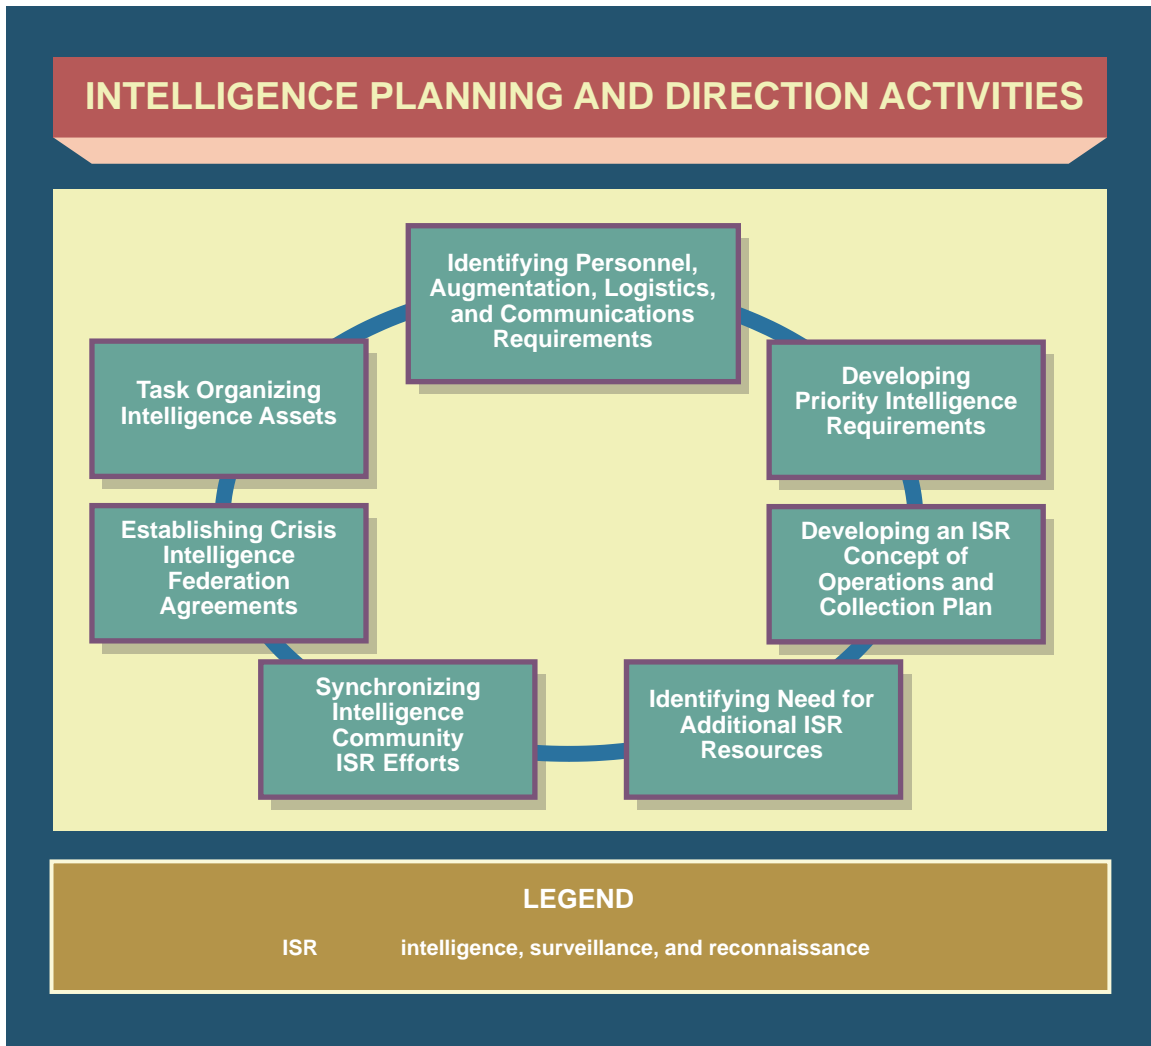 INTELLIGENCE PLANNING AND DIRECTION ACTIVITIES
Identifying Personnel,
Augmentation, Logistics,
and Communications
Requirements
Developing
Priority Intelligence
Requirements
Developing an ISR
Concept of
Operations and
Collection Plan
Identifying Need for
Additional ISR
Resources
Synchronizing
Intelligence
Community
ISR Efforts
Establishing Crisis
Intelligence
Federation
Agreements
Task Organizing
Intelligence Assets
LEGEND
ISR intelligence, surveillance, and reconnaissance